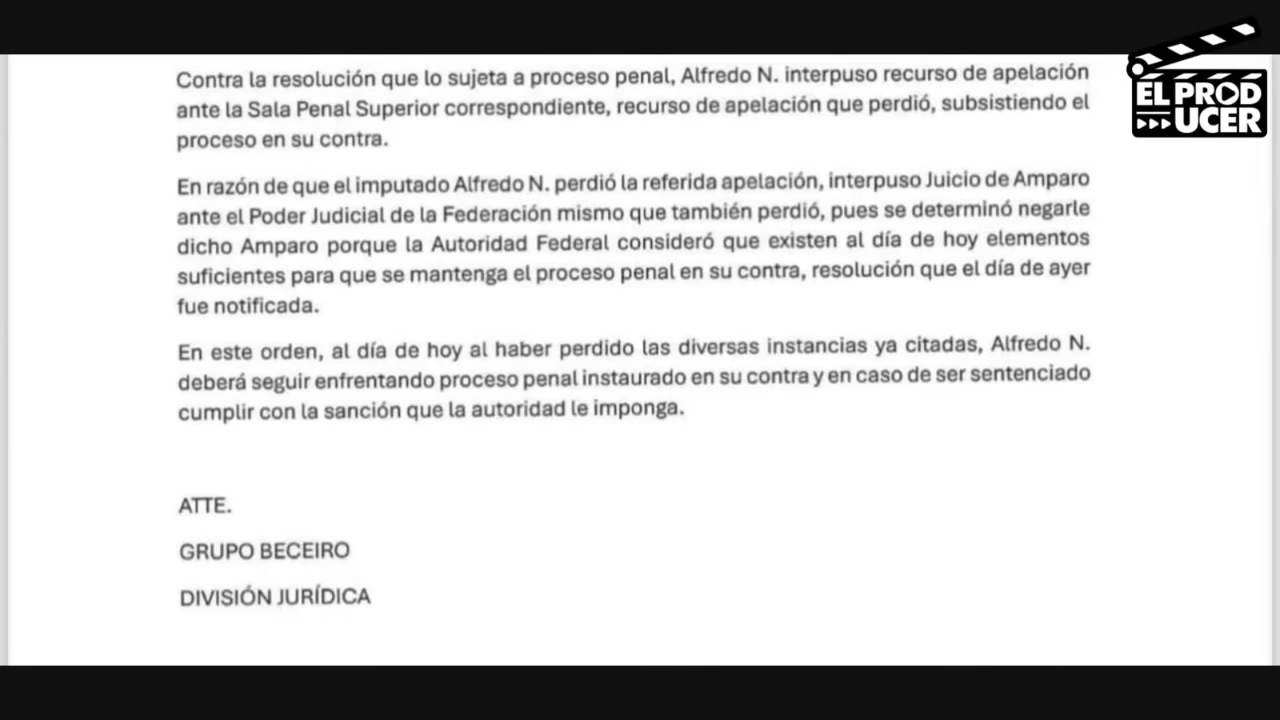 EL PROD
UCER
Contra la resolución que lo sujeta a proceso penal, Alfredo N. interpuso recurso de apelación
ante la Sala Penal Superior correspondiente, recurso de apelación que perdió, subsistiendo el
proceso en su contra.
En razón de que el imputado Alfredo N. perdió la referida apelación, interpuso Juicio de Amparo
ante el Poder Judicial de la Federación mismo que también perdió, pues se determinó negarle
dicho Amparo porque la Autoridad Federal consideró que existen al día de hoy elementos
suficientes para que se mantenga el proceso penal en su contra, resolución que el día de ayer
fue notificada.
En este orden, al día de hoy al haber perdido las diversas instancias ya citadas, Alfredo N.
deberá seguir enfrentando proceso penal instaurado en su contra y en caso de ser sentenciado
cumplir con la sanción que la autoridad le imponga.
ATTE.
GRUPO BECEIRO
DIVISIÓN JURÍDICA